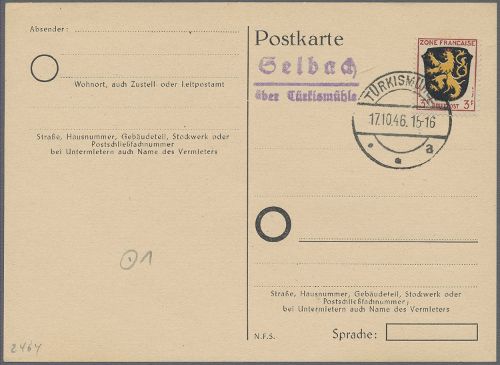 Absender:
Wohnort, auch Zustell- oder Leitpostamt
Straße, Hausnummer, Gebäudeteil, Stockwerk oder
Postschließfachnummer
bei Untermietern auch Name des Vermieters
1
2464
Postkarte
Selbach
über Türkismühle
ZONE FRANÇAISE
3 F
TÜRKISMÜHLE
17.10.46. 15-16
a
Straße, Hausnummer, Gebäudeteil, Stockwerk oder
Postschließfachnummer;
bei Untermietern auch Name des Vermieters
N.F.S.
Sprache: